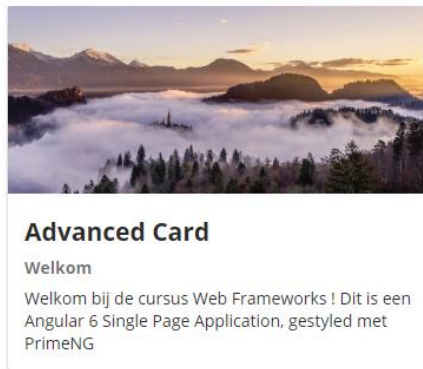 Advanced Card
Welkom
Welkom bij de cursus Web Frameworks ! Dit is een
Angular 6 Single Page Application, gestyled met
PrimeNG